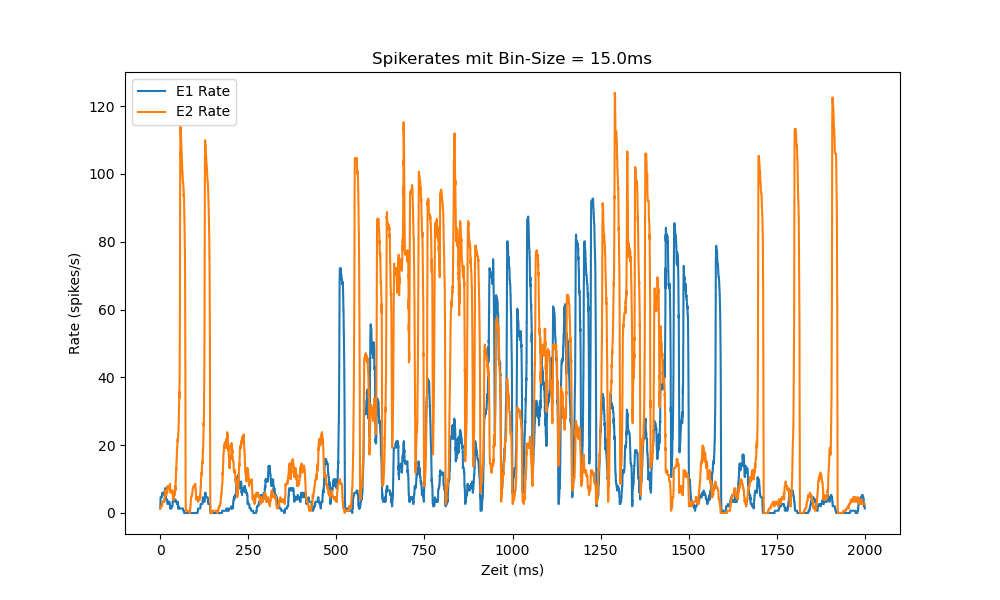 Spikerates mit Bin-Size = 15.0ms
E1 Rate
E2 Rate
120
100
80
60
40
20
0
Rate (spikes/s)
0 250 500 750 1000 1250 1500 1750 2000
Zeit (ms)